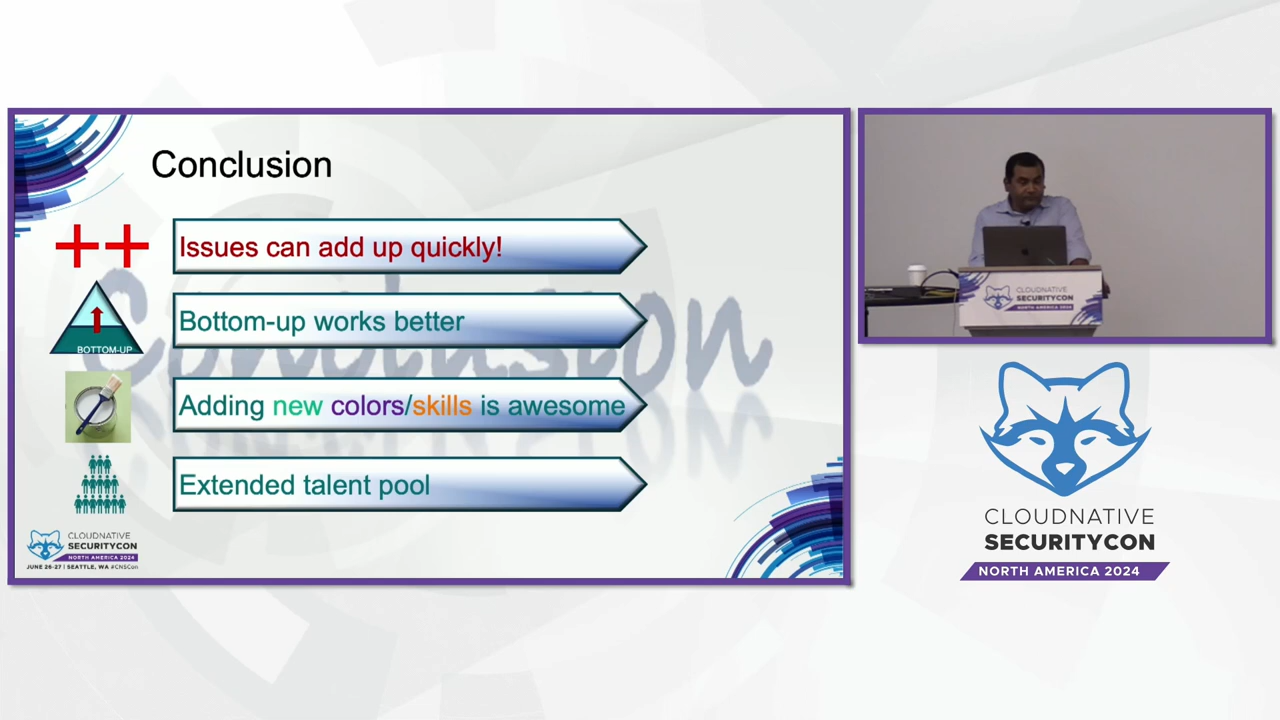 Conclusion
Issues can add up quickly!
BOTTOM-UP
Bottom-up works better
Adding new colors/skills is awesome
Extended talent pool
Conclusion
CLOUDNATIVE
SECURITYCON
NORTH AMERICA 2024
JUNE 26-27 | SEATTLE, WA #CNSCon
CLOUDNATIVE
SECURITYCON
NORTH AMERICA 2024
CLOUDNATIVE
SECURITYCON
NORTH AMERICA 2024